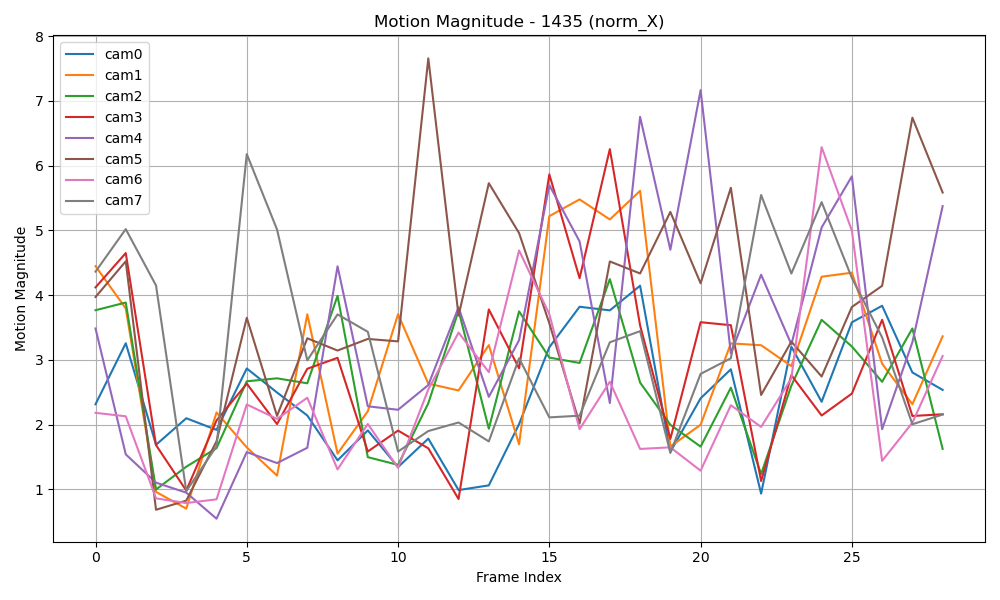 Motion Magnitude - 1435 (norm_X)
8
7
6
5
4
3
2
1
Motion Magnitude
cam0
cam1
cam2
cam3
cam4
cam5
cam6
cam7
0 5 10 15 20 25
Frame Index